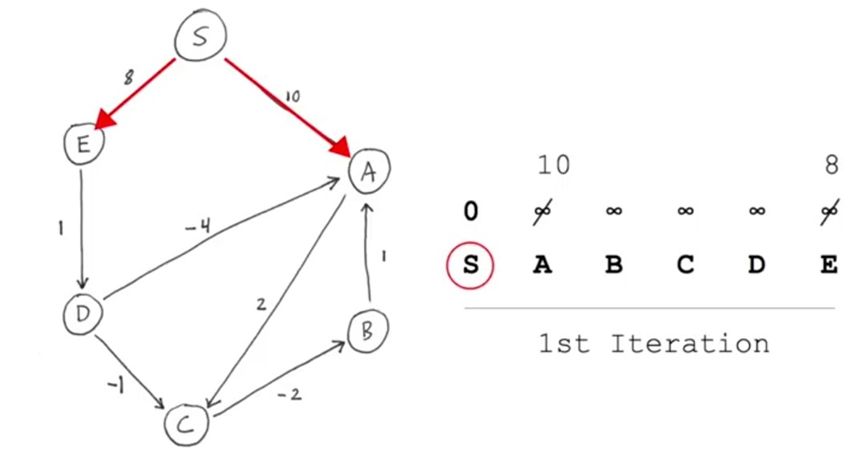 S
8
10
E
A
1
-4
1
2
D
B
-1
-2
C
10 8
0 ∞ ∞ ∞ ∞ ∞
S A B C D E
1st Iteration